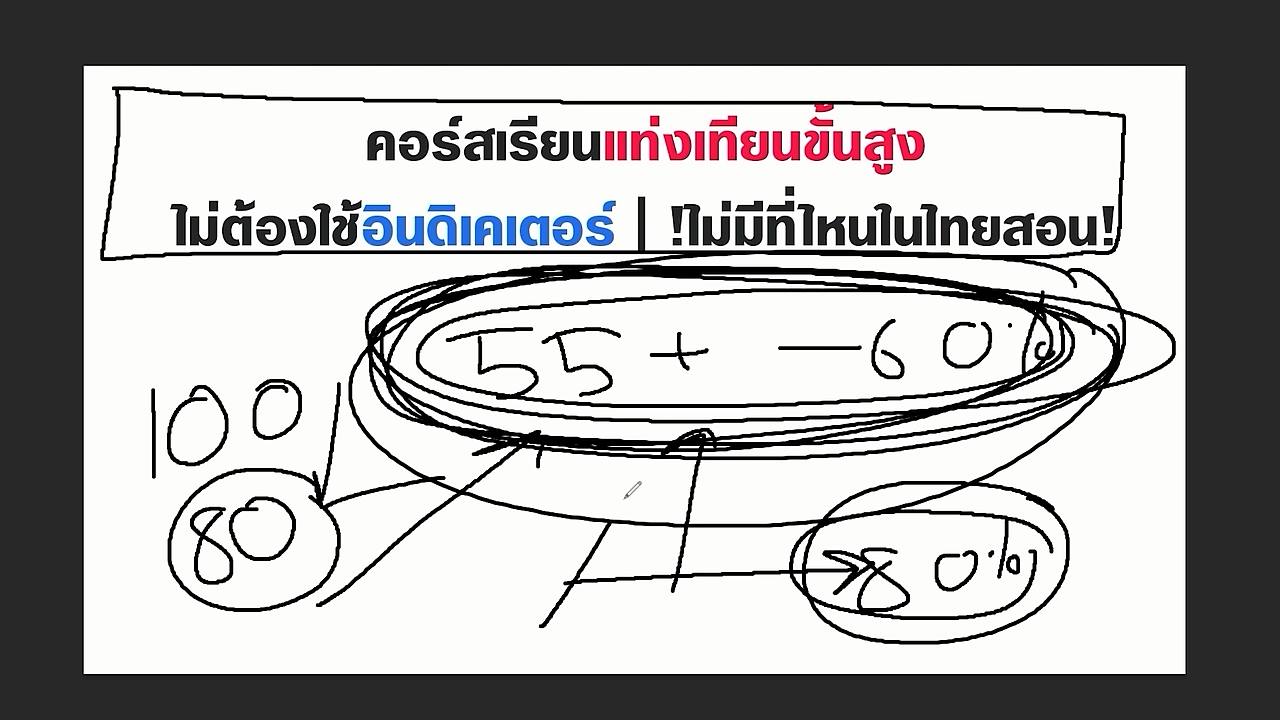 คอร์สเรียนแท่งเทียนขั้นสูง
ไม่ต้องใช้อินดิเคเตอร์ | !ไม่มีที่ไหนในไทยสอน!
55 + — 60%
100
80
80%